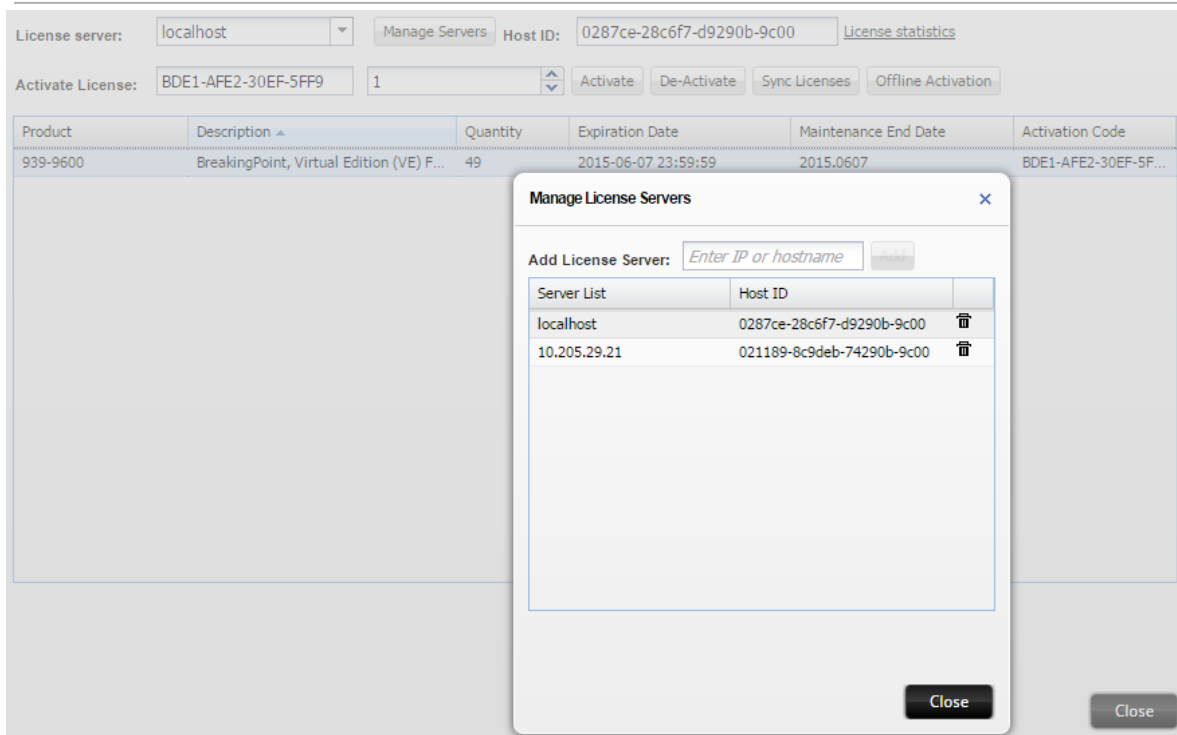 License server: localhost Manage Servers Host ID: 0287ce-28c6f7-d9290b-9c00 License statistics
Activate License: BDE1-AFE2-30EF-5FF9 1 Activate De-Activate Sync Licenses Offline Activation
Product Description Quantity Expiration Date Maintenance End Date Activation Code
939-9600 BreakingPoint, Virtual Edition (VE) F... 49 2015-06-07 23:59:59 2015.0607 BDE1-AFE2-30EF-5F...
Manage License Servers
Add License Server: Enter IP or hostname Add
Server List Host ID
localhost 0287ce-28c6f7-d9290b-9c00
10.205.29.21 021189-8c9deb-74290b-9c00
Close
Close